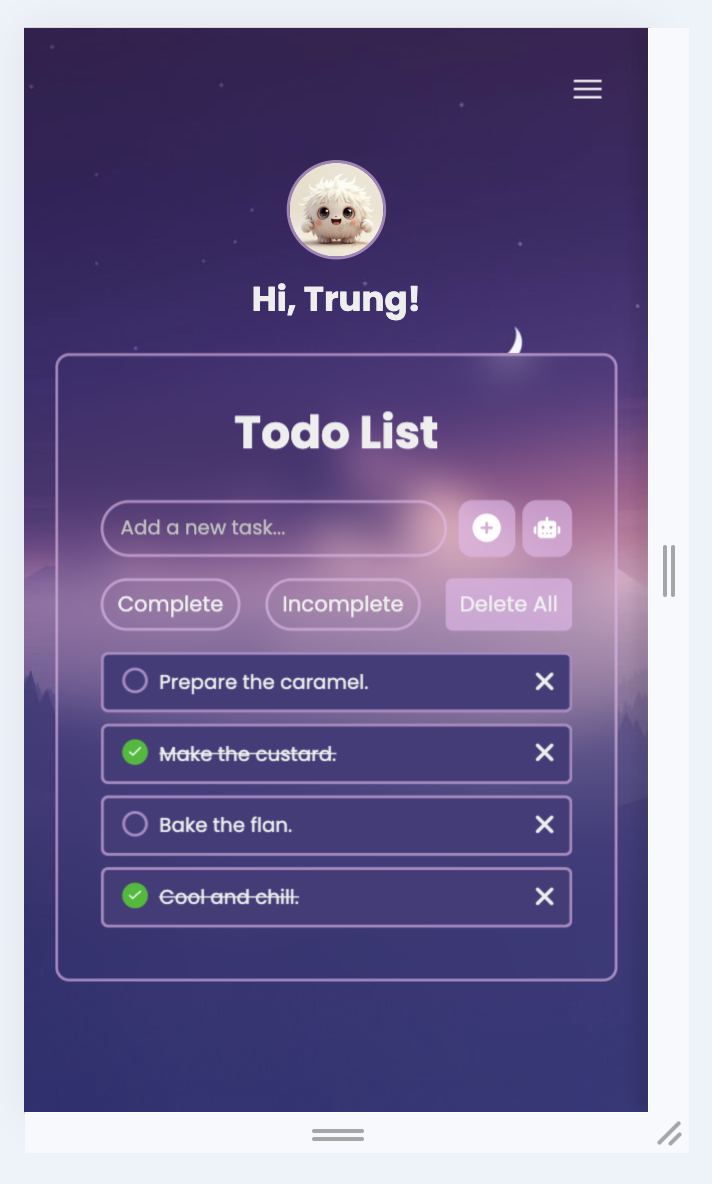 Hi, Trung!
Todo List
Add a new task...
Complete Incomplete Delete All
Prepare the caramel.
Make the custard.
Bake the flan.
Cool and chill.